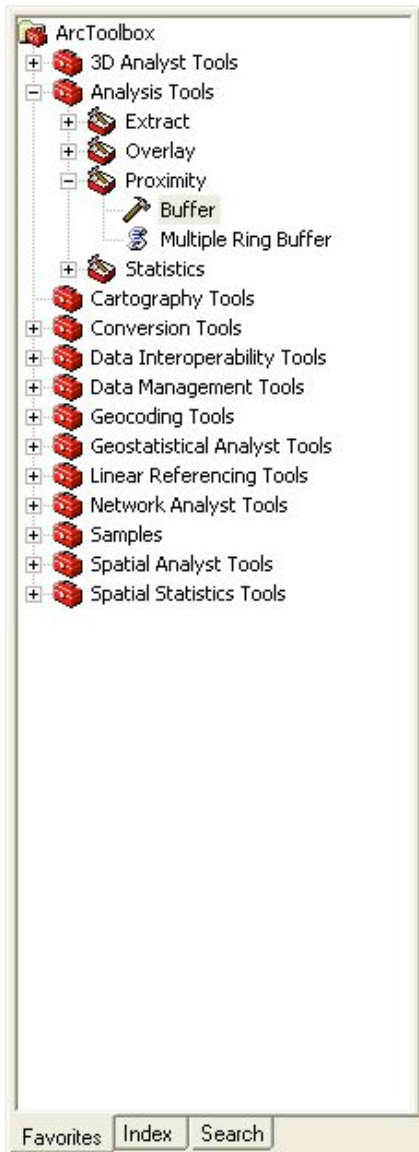 ArcToolbox
3D Analyst Tools
Analysis Tools
Extract
Overlay
Proximity
Buffer
Multiple Ring Buffer
Statistics
Cartography Tools
Conversion Tools
Data Interoperability Tools
Data Management Tools
Geocoding Tools
Geostatistical Analyst Tools
Linear Referencing Tools
Network Analyst Tools
Samples
Spatial Analyst Tools
Spatial Statistics Tools
Favorites Index Search